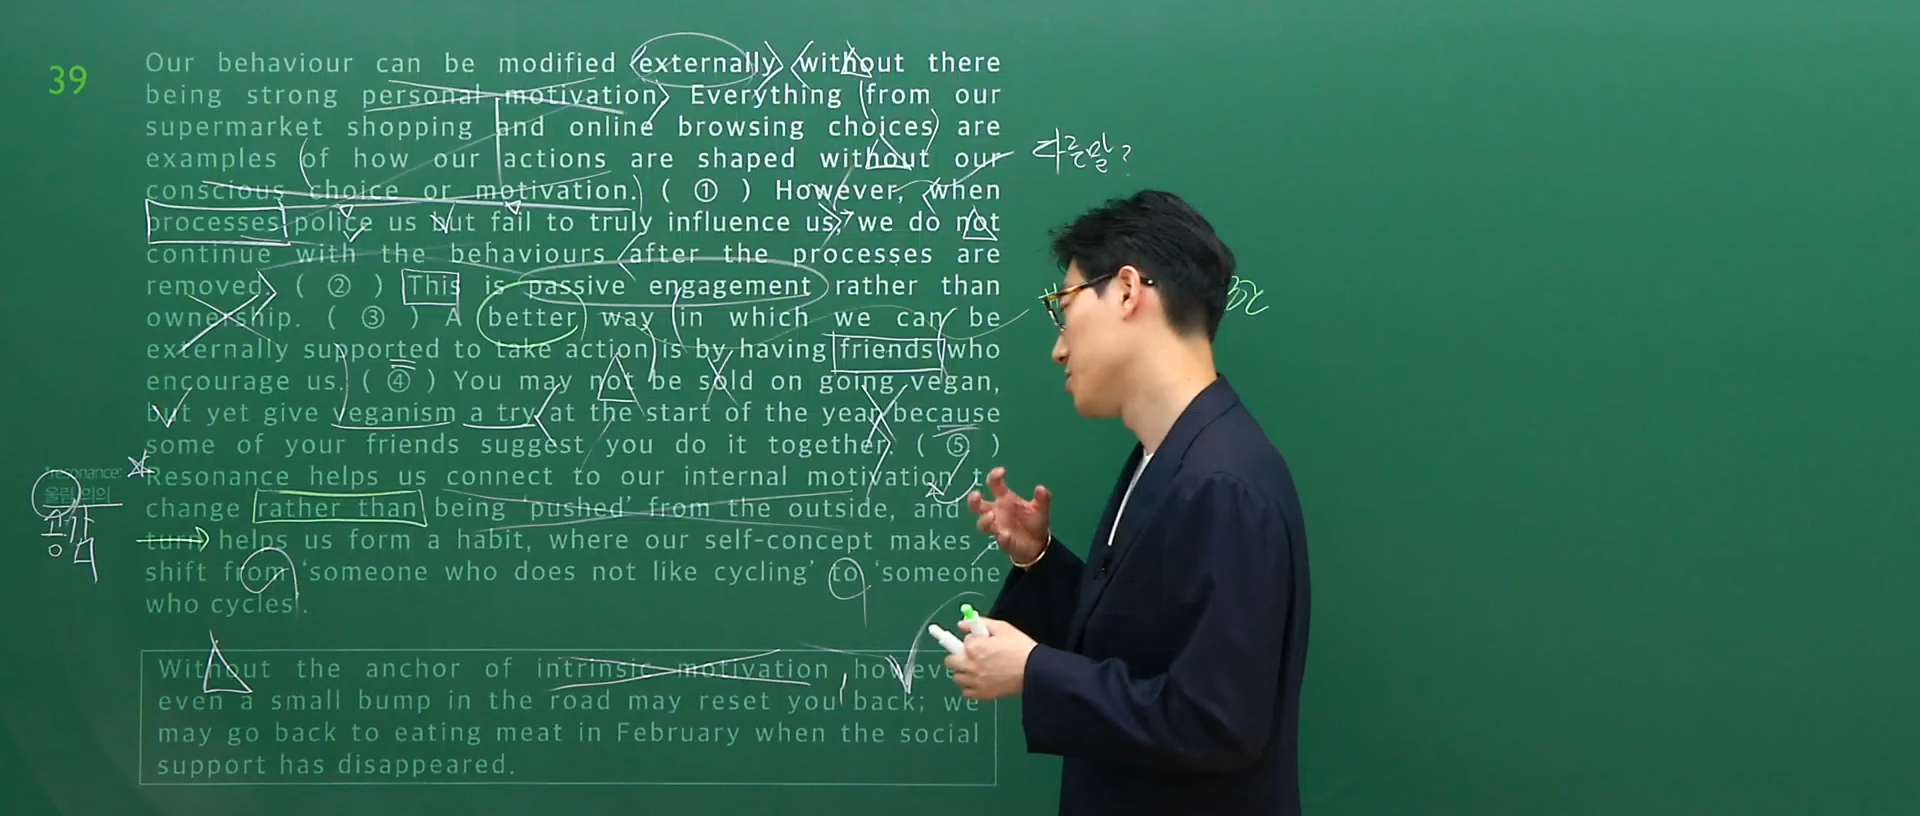 39
Our behaviour can be modified externally without there
being strong personal motivation. Everything from our
supermarket shopping and online browsing choices are
examples of how our actions are shaped without our
다른말?
conscious choice or motivation. ( ① ) However, when
processes police us but fail to truly influence us, we do not
continue with the behaviours after the processes are
removed. ( ② ) This is passive engagement rather than
ownership. ( ③ ) A better way in which we can be
externally supported to take action is by having friends who
encourage us. ( ④ ) You may not be sold on going vegan,
but yet give veganism a try at the start of the year because
some of your friends suggest you do it together. ( ⑤ )
*resonance:
울림
공감
Resonance helps us connect to our internal motivation
change rather than being ‘pushed’ from the outside, and
turn helps us form a habit, where our self-concept makes a
shift from ‘someone who does not like cycling’ to ‘someone
who cycles’.
Without the anchor of intrinsic motivation
even a small bump in the road may reset you back; we
may go back to eating meat in February when the social
support has disappeared.